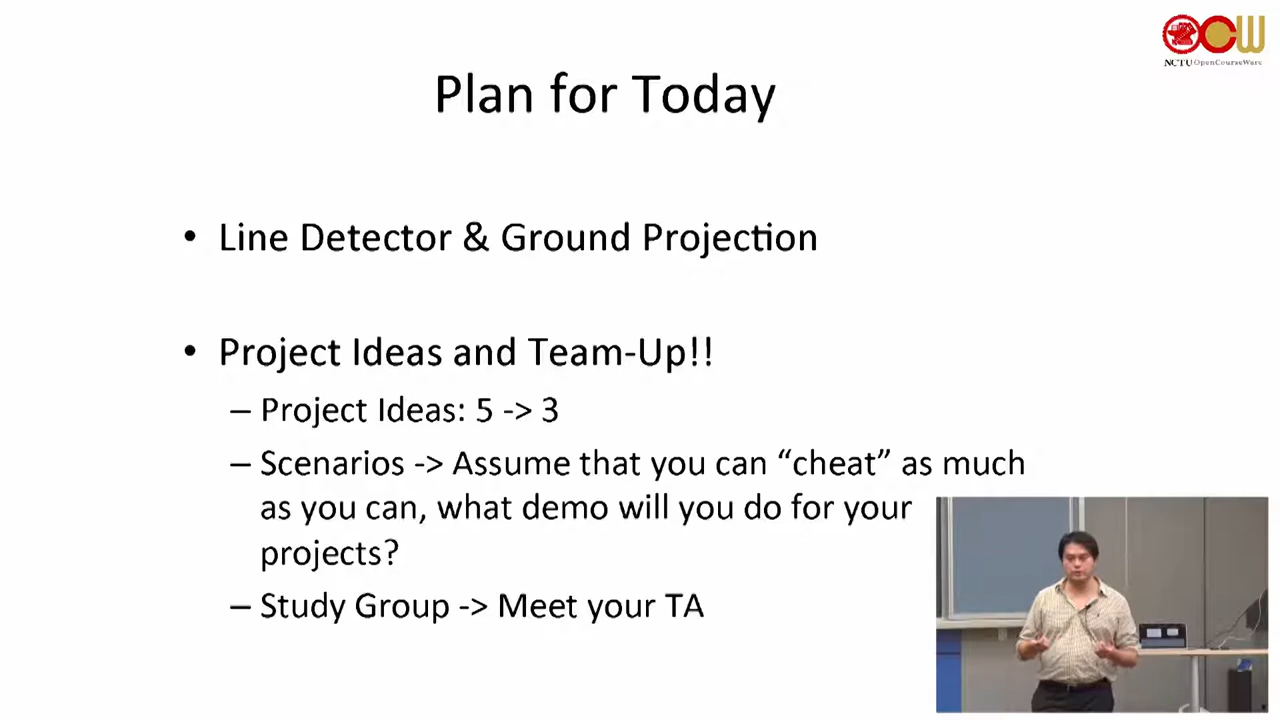 NCTU OpenCourseWare
Plan for Today
• Line Detector & Ground Projection
• Project Ideas and Team-Up!!
– Project Ideas: 5 -> 3
– Scenarios -> Assume that you can “cheat” as much
as you can, what demo will you do for your
projects?
– Study Group -> Meet your TA